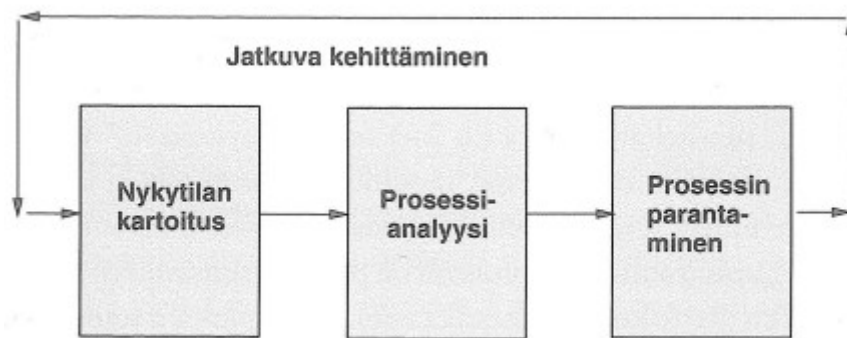 Jatkuva kehittäminen
Nykytilan
kartoitus
Prosessi-
analyysi
Prosessin
paranta-
minen